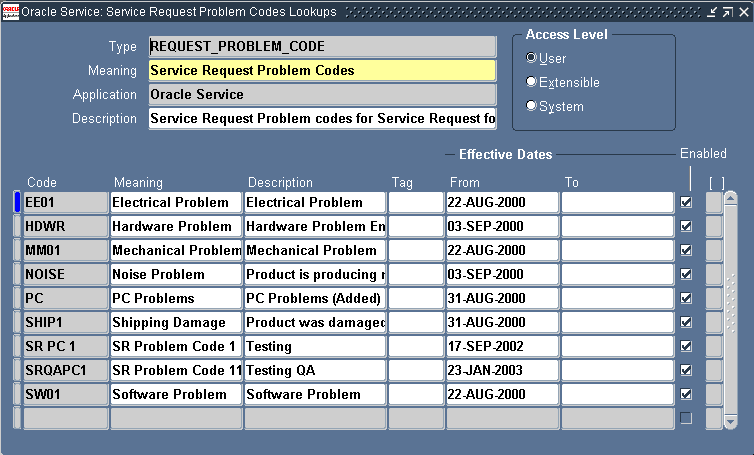 Oracle Service: Service Request Problem Codes Lookups
Type REQUEST_PROBLEM_CODE
Meaning Service Request Problem Codes
Application Oracle Service
Description Service Request Problem codes for Service Request fo
Access Level
User
Extensible
System
Effective Dates Enabled
Code Meaning Description Tag From To [ ]
EE01 Electrical Problem Electrical Problem 22-AUG-2000
HDWR Hardware Problem Hardware Problem En 03-SEP-2000
MM01 Mechanical Problem Mechanical Problem 22-AUG-2000
NOISE Noise Problem Product is producing r 03-SEP-2000
PC PC Problems PC Problems (Added) 31-AUG-2000
SHIP1 Shipping Damage Product was damaged 31-AUG-2000
SR PC 1 SR Problem Code 1 Testing 17-SEP-2002
SRQAPC1 SR Problem Code 11 Testing QA 23-JAN-2003
SW01 Software Problem Software Problem 22-AUG-2000